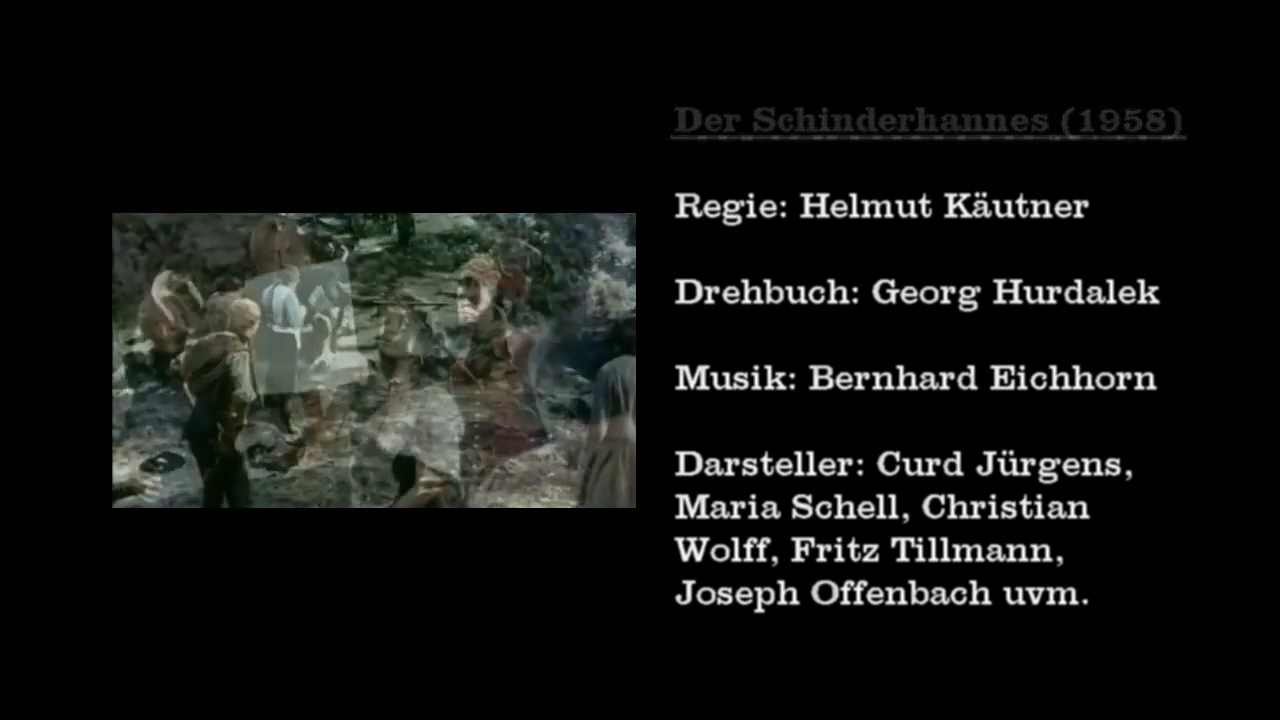 Der Schinderhannes (1958)
Regie: Helmut Käutner
Drehbuch: Georg Hurdalek
Musik: Bernhard Eichhorn
Darsteller: Curd Jürgens,
Maria Schell, Christian
Wolff, Fritz Tillmann,
Joseph Offenbach uvm.